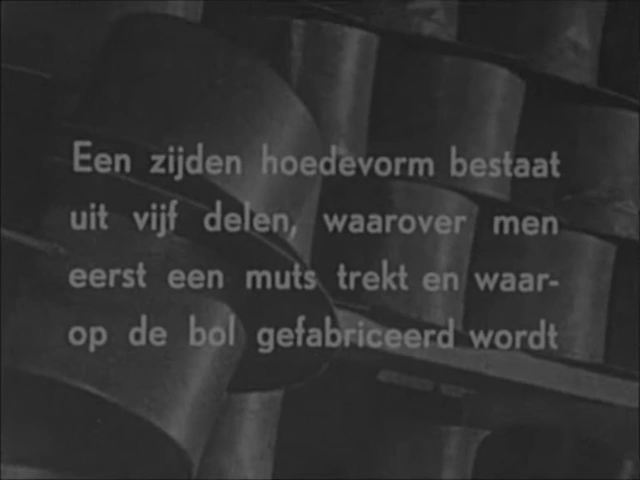 Een zijden hoedevorm bestaat
uit vijf delen, waarover men
eerst een muts trekt en waar-
op de bol gefabriceerd wordt